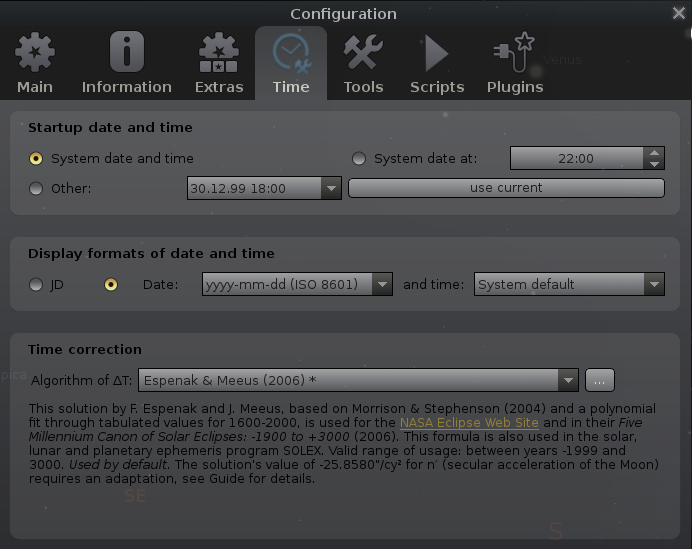 Configuration
Venus
Main Information Extras Time Tools Scripts Plugins
Startup date and time
System date and time System date at: 22:00
Other: 30.12.99 18:00 use current
Display formats of date and time
JD Date: yyyy-mm-dd (ISO 8601) and time: System default
Time correction
Algorithm of ΔT: Espenak & Meeus (2006) * ...
This solution by F. Espenak and J. Meeus, based on Morrison & Stephenson (2004) and a polynomial
fit through tabulated values for 1600-2000, is used for the NASA Eclipse Web Site and in their Five
Millennium Canon of Solar Eclipses: -1900 to +3000 (2006). This formula is also used in the solar,
lunar and planetary ephemeris program SOLEX. Valid range of usage: between years -1999 and
3000. Used by default. The solution's value of -25.8580"/cy² for n˙ (secular acceleration of the Moon)
requires an adaptation, see Guide for details.
SE
S